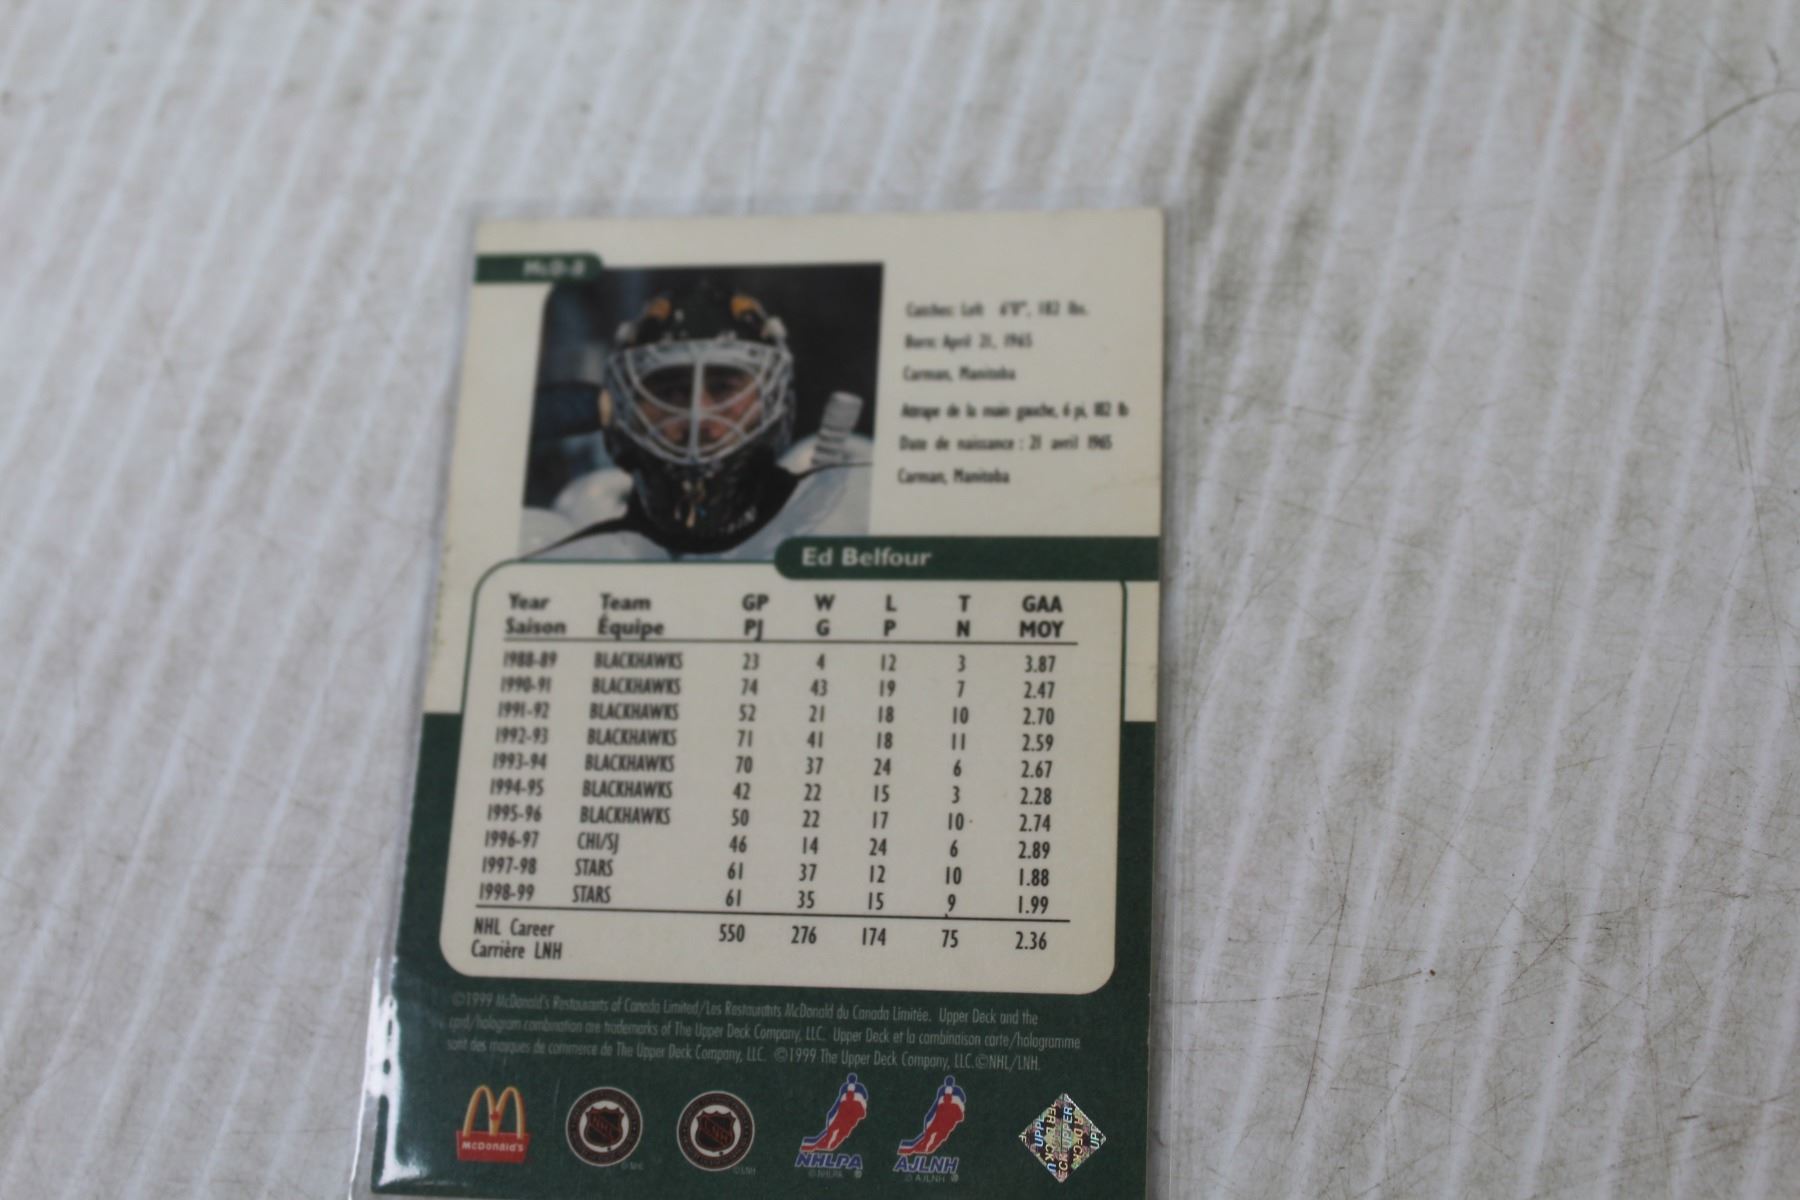 McD-8
Catches: Left 6'0", 182 lbs.
Born: April 21, 1965
Carman, Manitoba
Attrape de la main gauche, 6 pi, 182 lb
Date de naissance : 21 avril 1965
Carman, Manitoba
Ed Belfour
Year Team GP W L T GAA
Saison Équipe PJ G P N MOY
1988-89 BLACKHAWKS 23 4 12 3 3.87
1990-91 BLACKHAWKS 74 43 19 7 2.47
1991-92 BLACKHAWKS 52 21 18 10 2.70
1992-93 BLACKHAWKS 71 41 18 11 2.59
1993-94 BLACKHAWKS 70 37 24 6 2.67
1994-95 BLACKHAWKS 42 22 15 3 2.28
1995-96 BLACKHAWKS 50 22 17 10 2.74
1996-97 CHI/SJ 46 14 24 6 2.89
1997-98 STARS 61 37 12 10 1.88
1998-99 STARS 61 35 15 9 1.99
NHL Career 550 276 174 75 2.36
Carrière LNH
©1999 McDonald's Restaurants of Canada Limited/Les Restaurants McDonald du Canada Limitée. Upper Deck and the
card/hologram combination are trademarks of The Upper Deck Company, LLC. Upper Deck et la combinaison carte/hologramme
sont des marques de commerce de The Upper Deck Company, LLC. ©1999 The Upper Deck Company, LLC.©NHL/LNH.
McDonald's NHL LNH NHLPA AJLNH UPPER DECK
© NHL © LNH © NHLPA ® © AJLNH ®